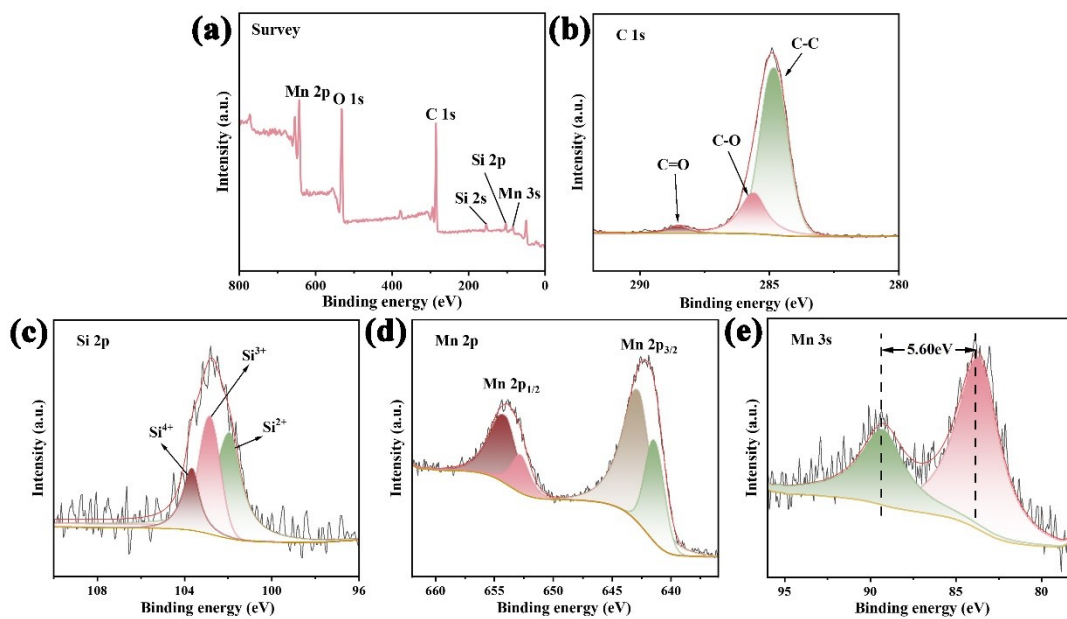 (a)
Survey
Mn 2p
O 1s
C 1s
Si 2p
Si 2s
Mn 3s
Intensity (a.u.)
800
600
400
200
0
Binding energy (eV)
(b)
C 1s
C-C
C-O
C=O
Intensity (a.u.)
290
285
280
Binding energy (eV)
(c)
Si 2p
Si³⁺
Si⁴⁺
Si²⁺
Intensity (a.u.)
108
104
100
96
Binding energy (eV)
(d)
Mn 2p
Mn 2p₃/₂
Mn 2p₁/₂
Intensity (a.u.)
660
655
650
645
640
Binding energy (eV)
(e)
Mn 3s
5.60eV
Intensity (a.u.)
95
90
85
80
Binding energy (eV)